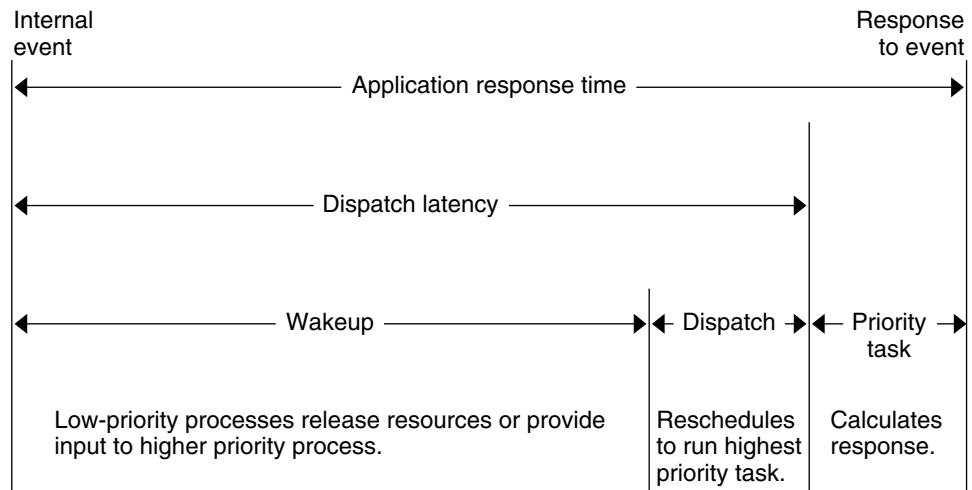 Internal
event
Response
to event
Application response time
Dispatch latency
Wakeup
Dispatch
Priority
task
Low-priority processes release resources or provide
input to higher priority process.
Reschedules
to run highest
priority task.
Calculates
response.